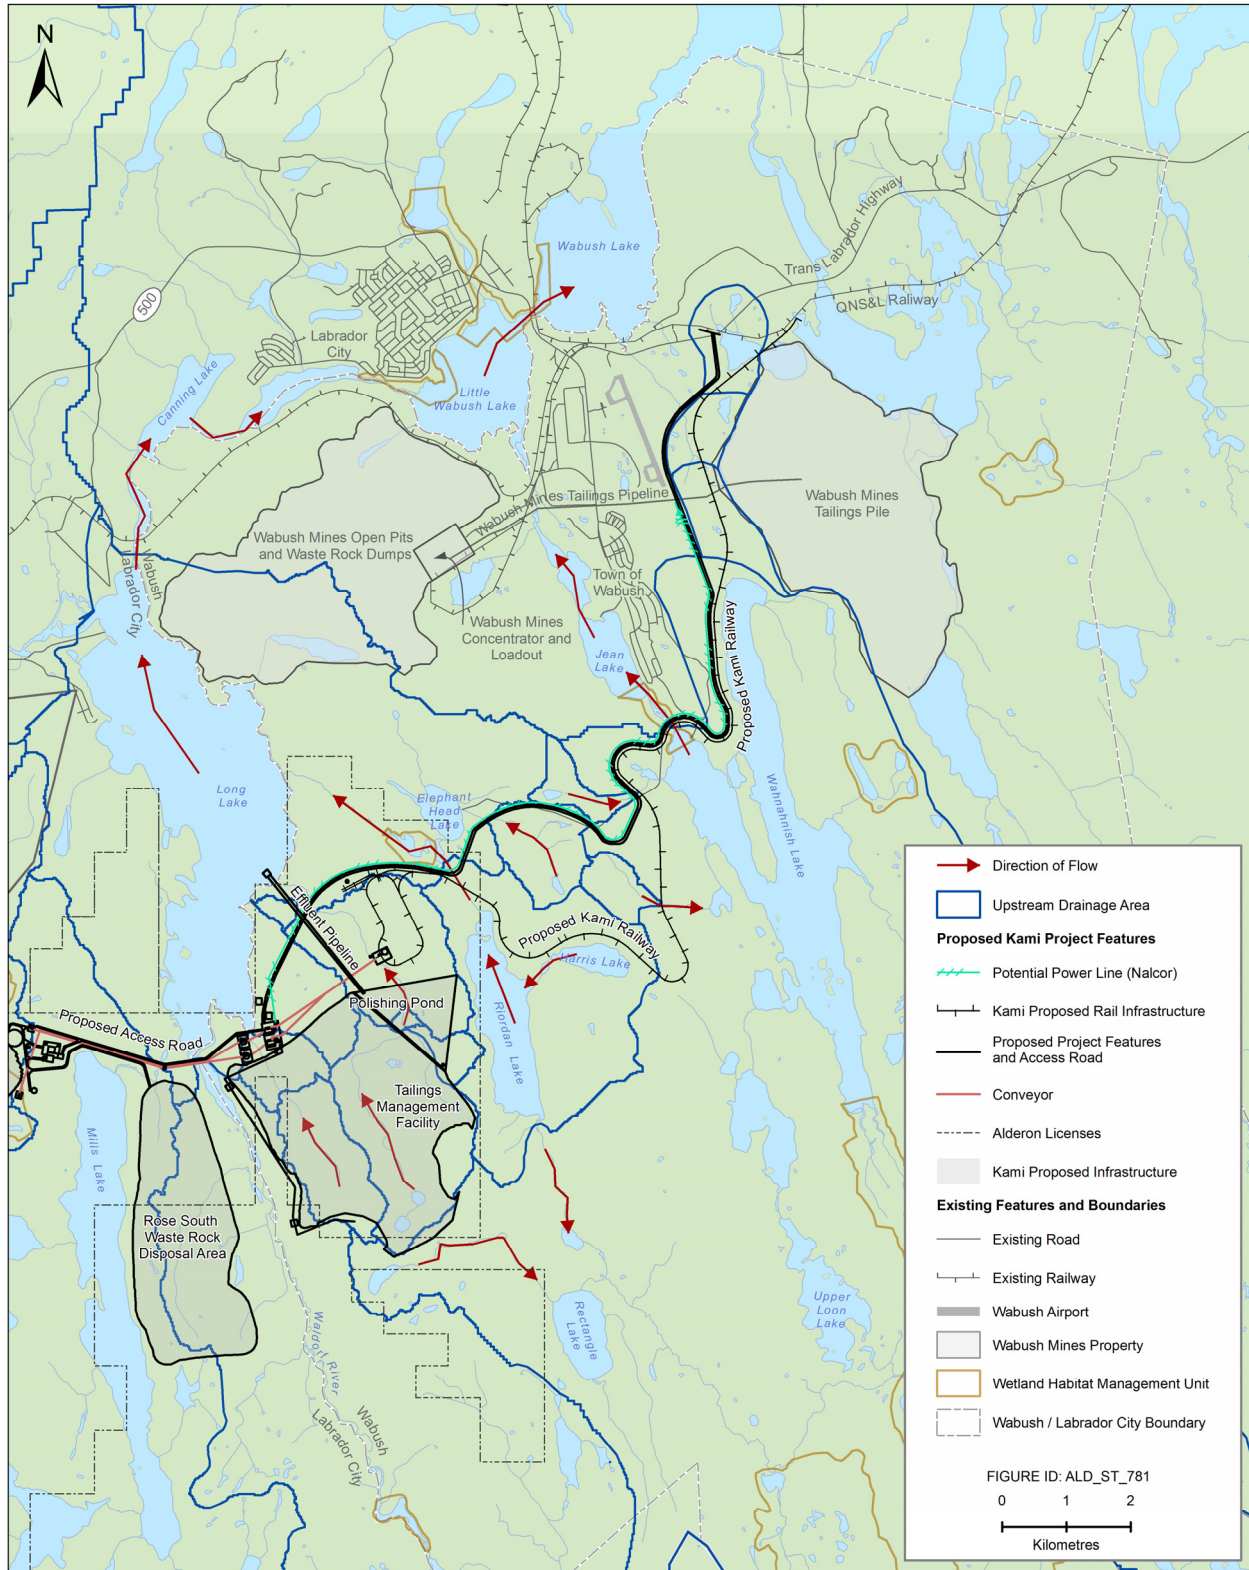 N
Wabush Lake
Trans Labrador Highway
QNS&L Raliway
500
Labrador
City
Canning Lake
Little
Wabush Lake
Wabush Mines Tailings Pipeline
Wabush Mines
Tailings Pile
Wabush Mines Open Pits
and Waste Rock Dumps
Wabush
Labrador City
Town of
Wabush
Wabush Mines
Concentrator and
Loadout
Jean
Lake
Proposed Kami Railway
Long
Lake
Elephant
Head
Lake
Wahnahnish Lake
Effluent Pipeline
Proposed Kami Railway
Harris Lake
Polishing Pond
Riordan Lake
Proposed Access Road
Tailings
Management
Facility
Mills Lake
Rose South
Waste Rock
Disposal Area
Waldorf River
Rectangle
Lake
Upper
Loon
Lake
Wabush
Labrador City
Direction of Flow
Upstream Drainage Area
Proposed Kami Project Features
Potential Power Line (Nalcor)
Kami Proposed Rail Infrastructure
Proposed Project Features
and Access Road
Conveyor
Alderon Licenses
Kami Proposed Infrastructure
Existing Features and Boundaries
Existing Road
Existing Railway
Wabush Airport
Wabush Mines Property
Wetland Habitat Management Unit
Wabush / Labrador City Boundary
FIGURE ID: ALD_ST_781
0 1 2
Kilometres